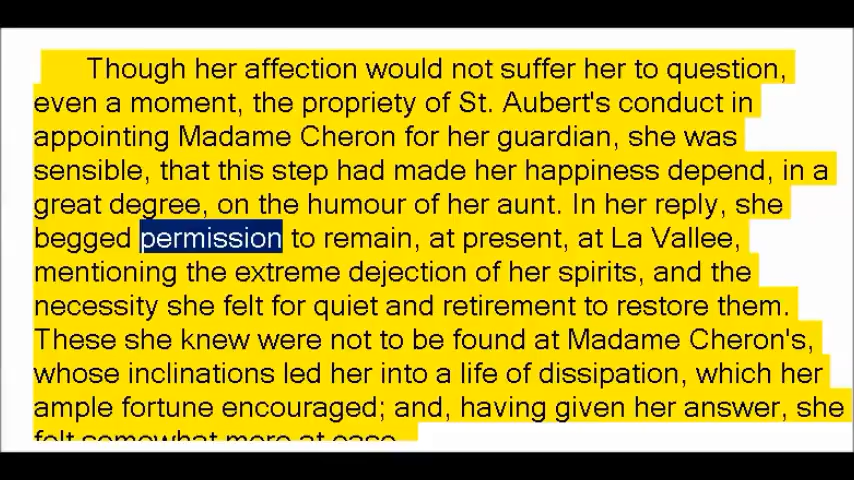 Though her affection would not suffer her to question,
even a moment, the propriety of St. Aubert's conduct in
appointing Madame Cheron for her guardian, she was
sensible, that this step had made her happiness depend, in a
great degree, on the humour of her aunt. In her reply, she
begged permission to remain, at present, at La Vallee,
mentioning the extreme dejection of her spirits, and the
necessity she felt for quiet and retirement to restore them.
These she knew were not to be found at Madame Cheron's,
whose inclinations led her into a life of dissipation, which her
ample fortune encouraged; and, having given her answer, she
felt somewhat more at ease.